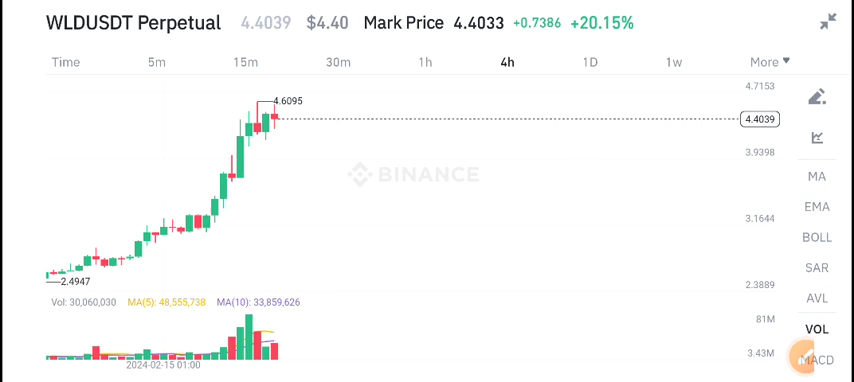 WLDUSDT Perpetual 4.4039 $4.40 Mark Price 4.4033 +0.7386 +20.15%
Time 5m 15m 30m 1h 4h 1D 1w More
4.7153
4.6095
4.4039
3.9398
BINANCE
MA
EMA
3.1644
BOLL
SAR
2.4947
2.3889
AVL
Vol: 30,060,030 MA(5): 48,555,738 MA(10): 33,859,626
81M
VOL
3.43M
MACD
2024-02-15 01:00